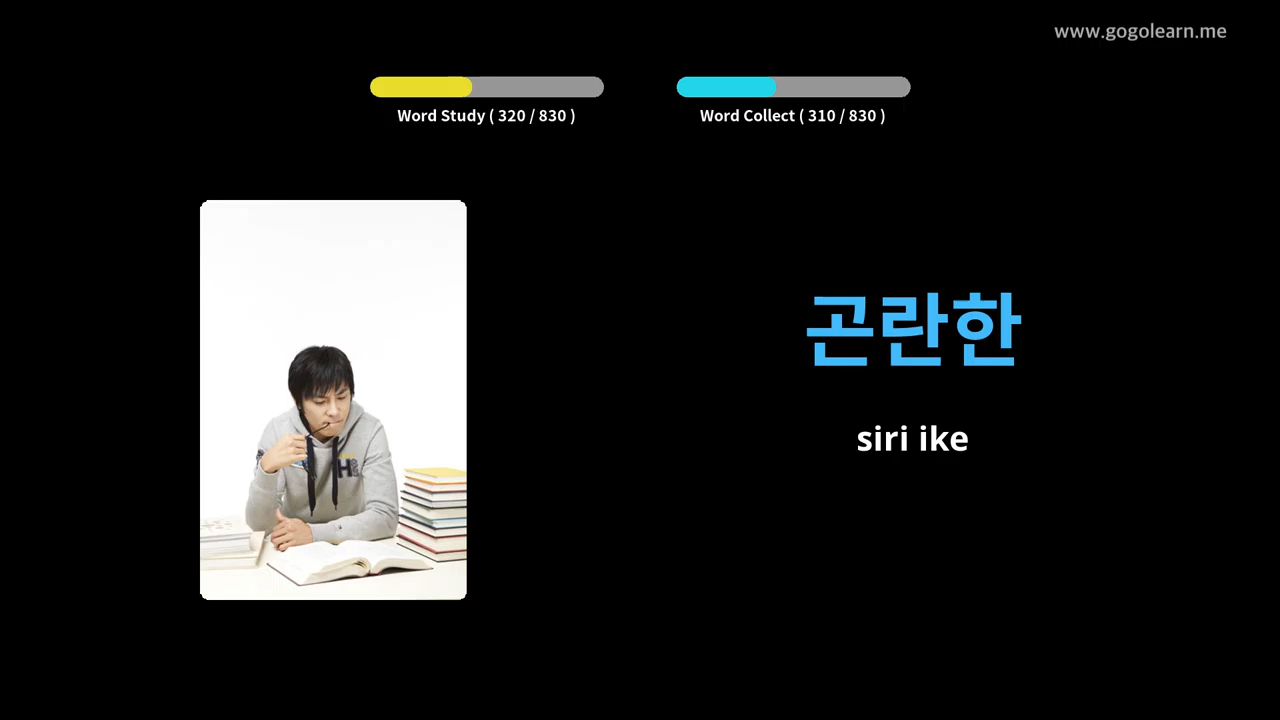 www.gogolearn.me
Word Study ( 320 / 830 )
Word Collect ( 310 / 830 )
곤란한
siri ike
H